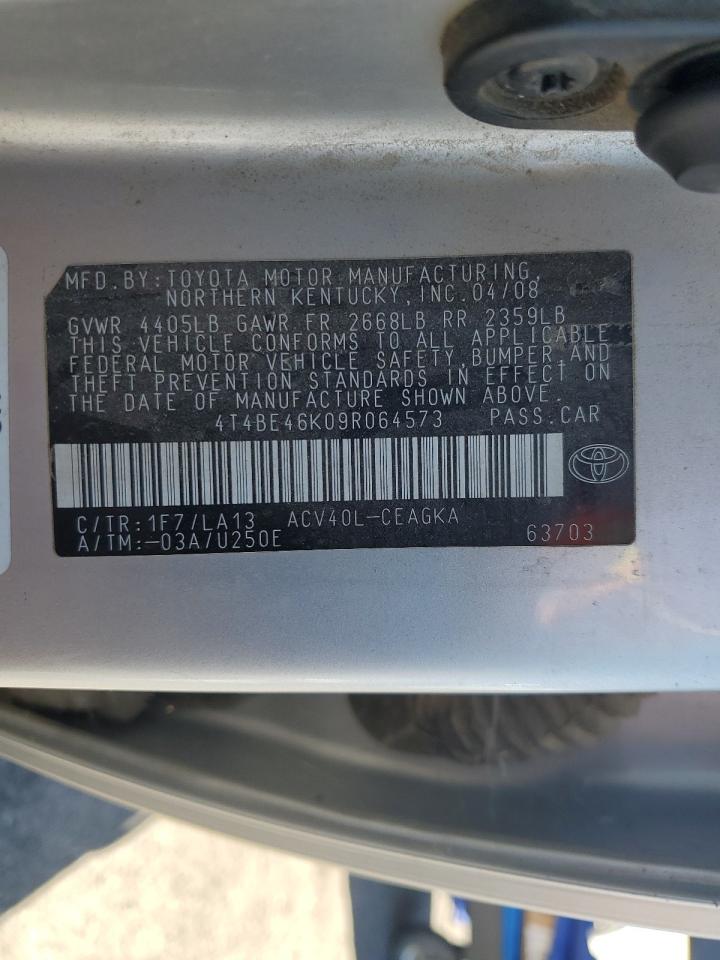 MFD.BY:TOYOTA MOTOR MANUFACTURING,
NORTHERN KENTUCKY,INC.04/08
GVWR 4405LB GAWR FR 2668LB RR 2359LB
THIS VEHICLE CONFORMS TO ALL APPLICABLE
FEDERAL MOTOR VEHICLE SAFETY,BUMPER,AND
THEFT PREVENTION STANDARDS IN EFFECT ON
THE DATE OF MANUFACTURE SHOWN ABOVE.
4T4BE46K09R064573 PASS.CAR
C/TR:1F7/LA13 ACV40L-CEAGKA
A/TM:-03A/U250E 63703